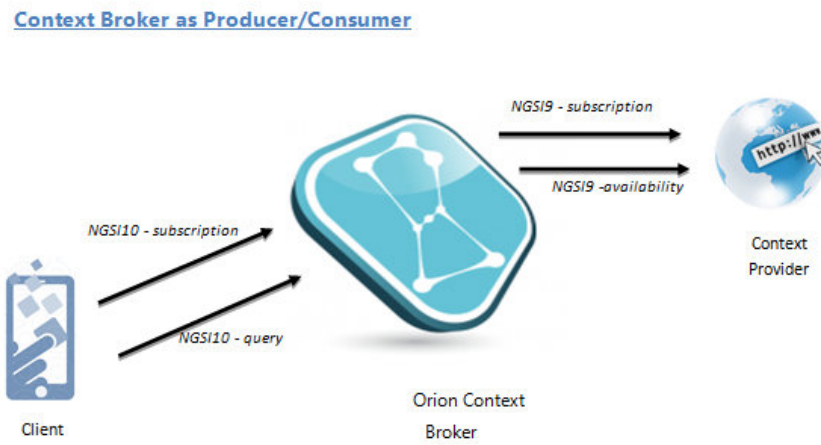 Context Broker as Producer/Consumer
NGSI9 - subscription
http://www
NGSI9 -availability
NGSI10 - subscription
Context
Provider
NGSI10 - query
Orion Context
Broker
Client